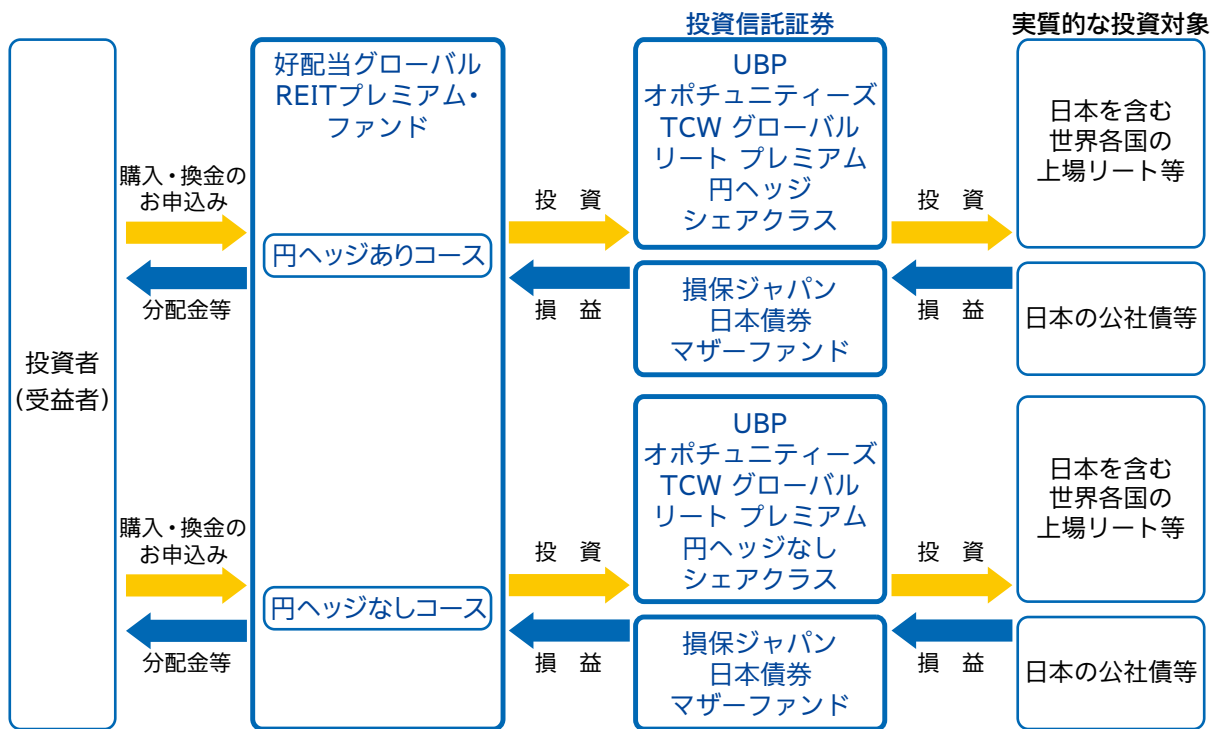 投資信託証券
実質的な投資対象
投資者
(受益者)
好配当グローバル
REITプレミアム・
ファンド
購入・換金の
お申込み
分配金等
円ヘッジありコース
投 資
損 益
UBP
オポチュニティーズ
TCW グローバル
リート プレミアム
円ヘッジ
シェアクラス
損保ジャパン
日本債券
マザーファンド
投 資
損 益
日本を含む
世界各国の
上場リート等
日本の公社債等
購入・換金の
お申込み
分配金等
円ヘッジなしコース
投 資
損 益
UBP
オポチュニティーズ
TCW グローバル
リート プレミアム
円ヘッジなし
シェアクラス
損保ジャパン
日本債券
マザーファンド
投 資
損 益
日本を含む
世界各国の
上場リート等
日本の公社債等